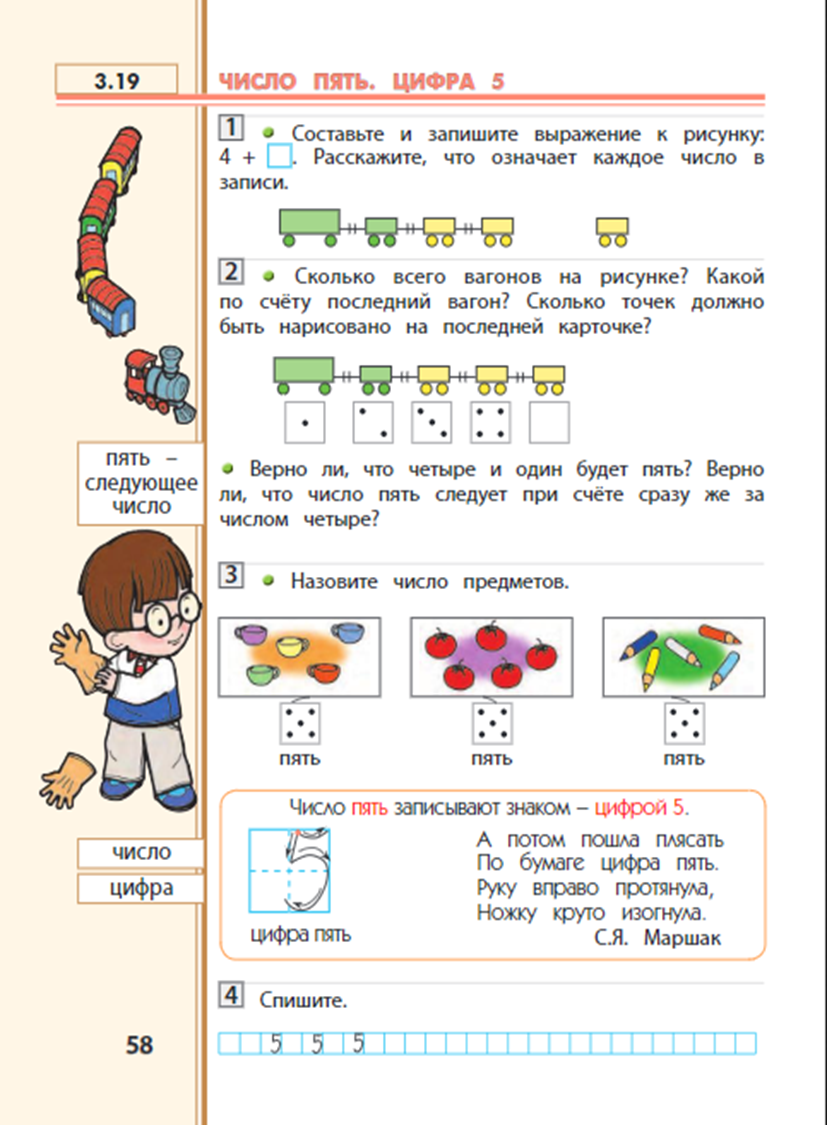 3.19
ЧИСЛО ПЯТЬ. ЦИФРА 5
1 • Составьте и запишите выражение к рисунку:
4 + □. Расскажите, что означает каждое число в
записи.
2 • Сколько всего вагонов на рисунке? Какой
по счёту последний вагон? Сколько точек должно
быть нарисовано на последней карточке?
пять –
следующее
число
• Верно ли, что четыре и один будет пять? Верно
ли, что число пять следует при счёте сразу же за
числом четыре?
3 • Назовите число предметов.
пять пять пять
Число пять записывают знаком – цифрой 5.
5
цифра пять
А потом пошла плясать
По бумаге цифра пять.
Руку вправо протянула,
Ножку круто изогнула.
С.Я. Маршак
число
цифра
4 Спишите.
5 5 5
58